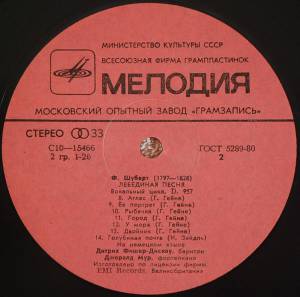 МИНИСТЕРСТВО КУЛЬТУРЫ СССР
ВСЕСОЮЗНАЯ ФИРМА ГРАМПЛАСТИНОК
МЕЛОДИЯ
МОСКОВСКИЙ ОПЫТНЫЙ ЗАВОД «ГРАМЗАПИСЬ»
СТЕРЕО 33
С10—15466
2 гр. 1-20
ГОСТ 5289-80
2
Ф. Шуберт (1797—1828)
ЛЕБЕДИНАЯ ПЕСНЯ
Вокальный цикл, D. 957
8. Атлас (Г. Гейне)
9. Ее портрет (Г. Гейне)
10. Рыбачка (Г. Гейне)
11. Город (Г. Гейне)
12. У моря (Г. Гейне)
13. Двойник (Г. Гейне)
14. Голубиная почта (И. Зейдль)
На немецком языке
Дитрих Фишер-Дискау, баритон
Джеральд Мур, фортепиано
Изготовлено по лицензии фирмы
EMI Records, Великобритания